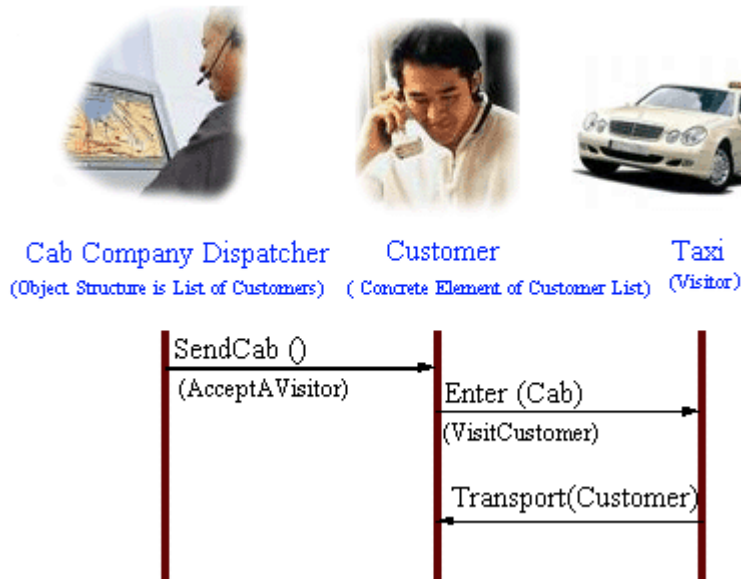 Cab Company Dispatcher
(Object Structure is List of Customers)
Customer
( Concrete Element of Customer List)
Taxi
(Visitor)
SendCab ()
(AcceptAVisitor)
Enter (Cab)
(VisitCustomer)
Transport(Customer)